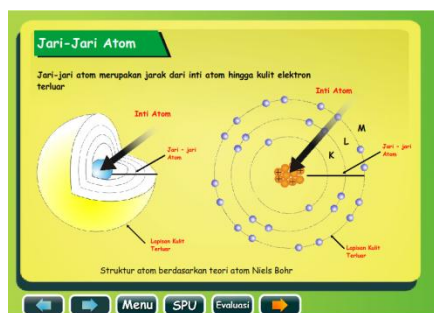 Jari-Jari Atom
Jari-jari atom merupakan jarak dari inti atom hingga kulit elektron
terluar
Inti Atom
Jari - jari
Atom
Lapisan Kulit
Terluar
Inti Atom
M
L
K
Jari - jari
Atom
Lapisan Kulit
Terluar
Struktur atom berdasarkan teori atom Niels Bohr
Menu
SPU
Evaluasi